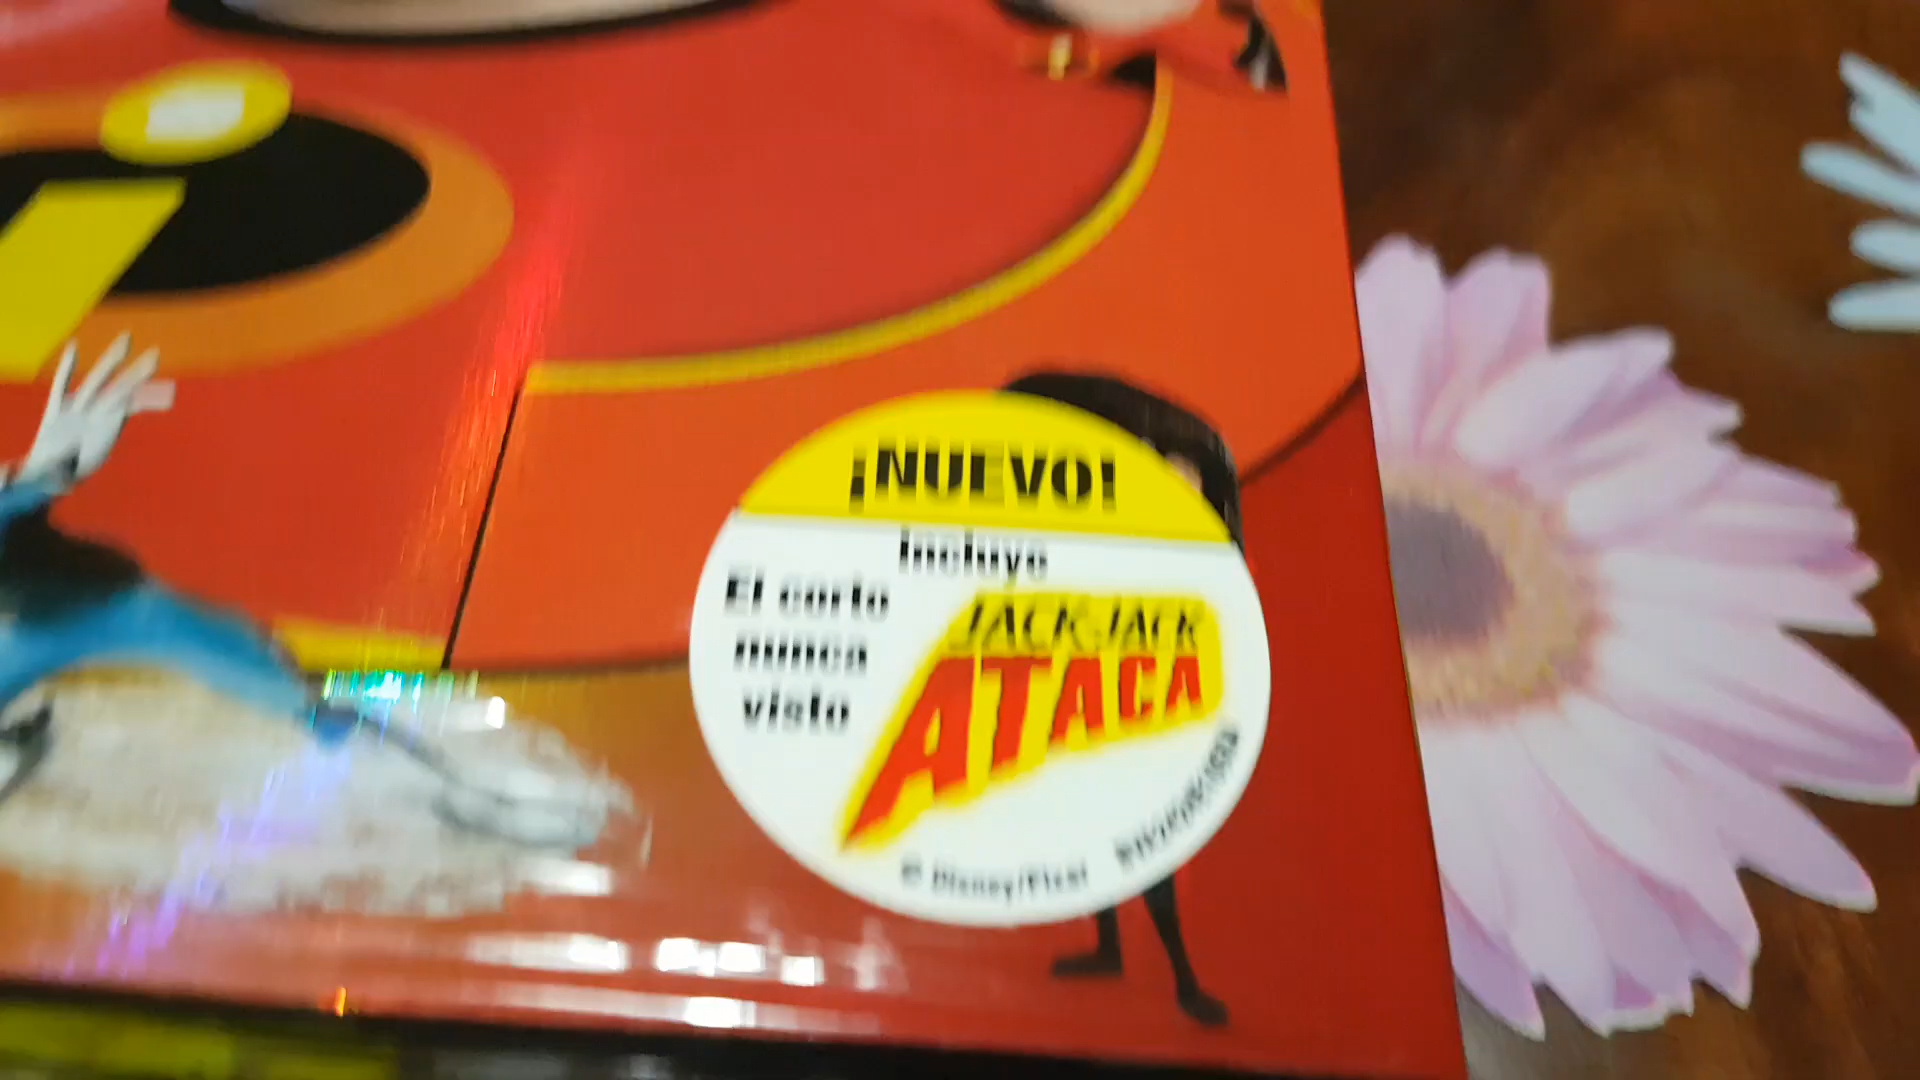 ¡NUEVO!
Incluye
El corto
nunca
visto
JACK-JACK
ATACA
© Disney/Pixar